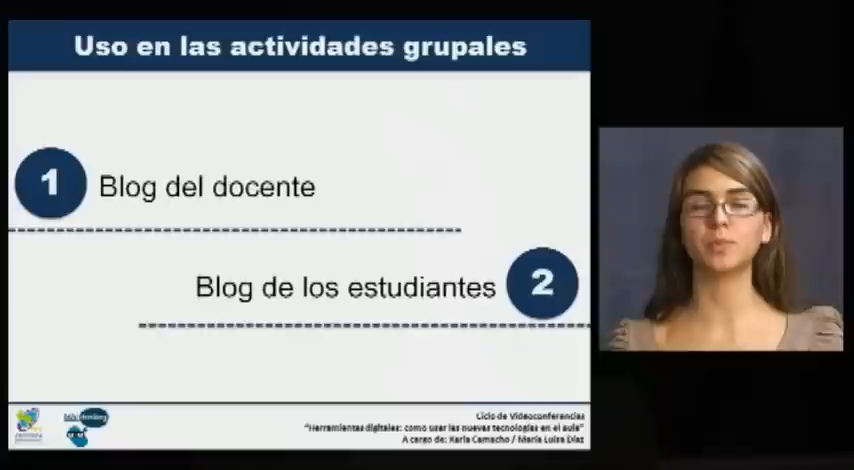 Uso en las actividades grupales
1 Blog del docente
Blog de los estudiantes 2
Ciclo de Videoconferencias
"Herramientas digitales: como usar las nuevas tecnologías en el aula"
A cargo de: Karla Camacho / María Luisa Díaz